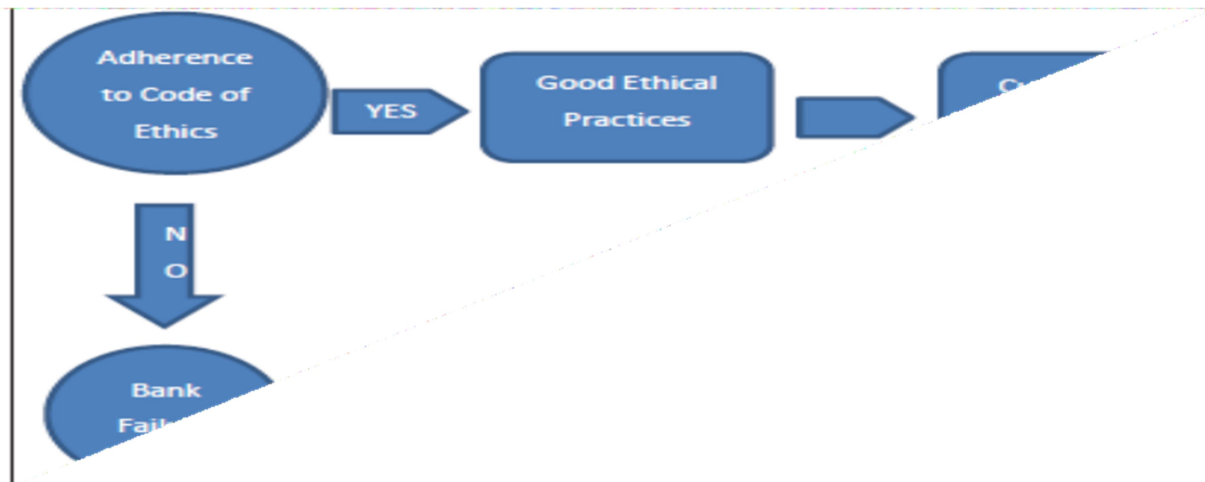 Adherence
to Code of
Ethics
YES
Good Ethical
Practices
N
O
Bank